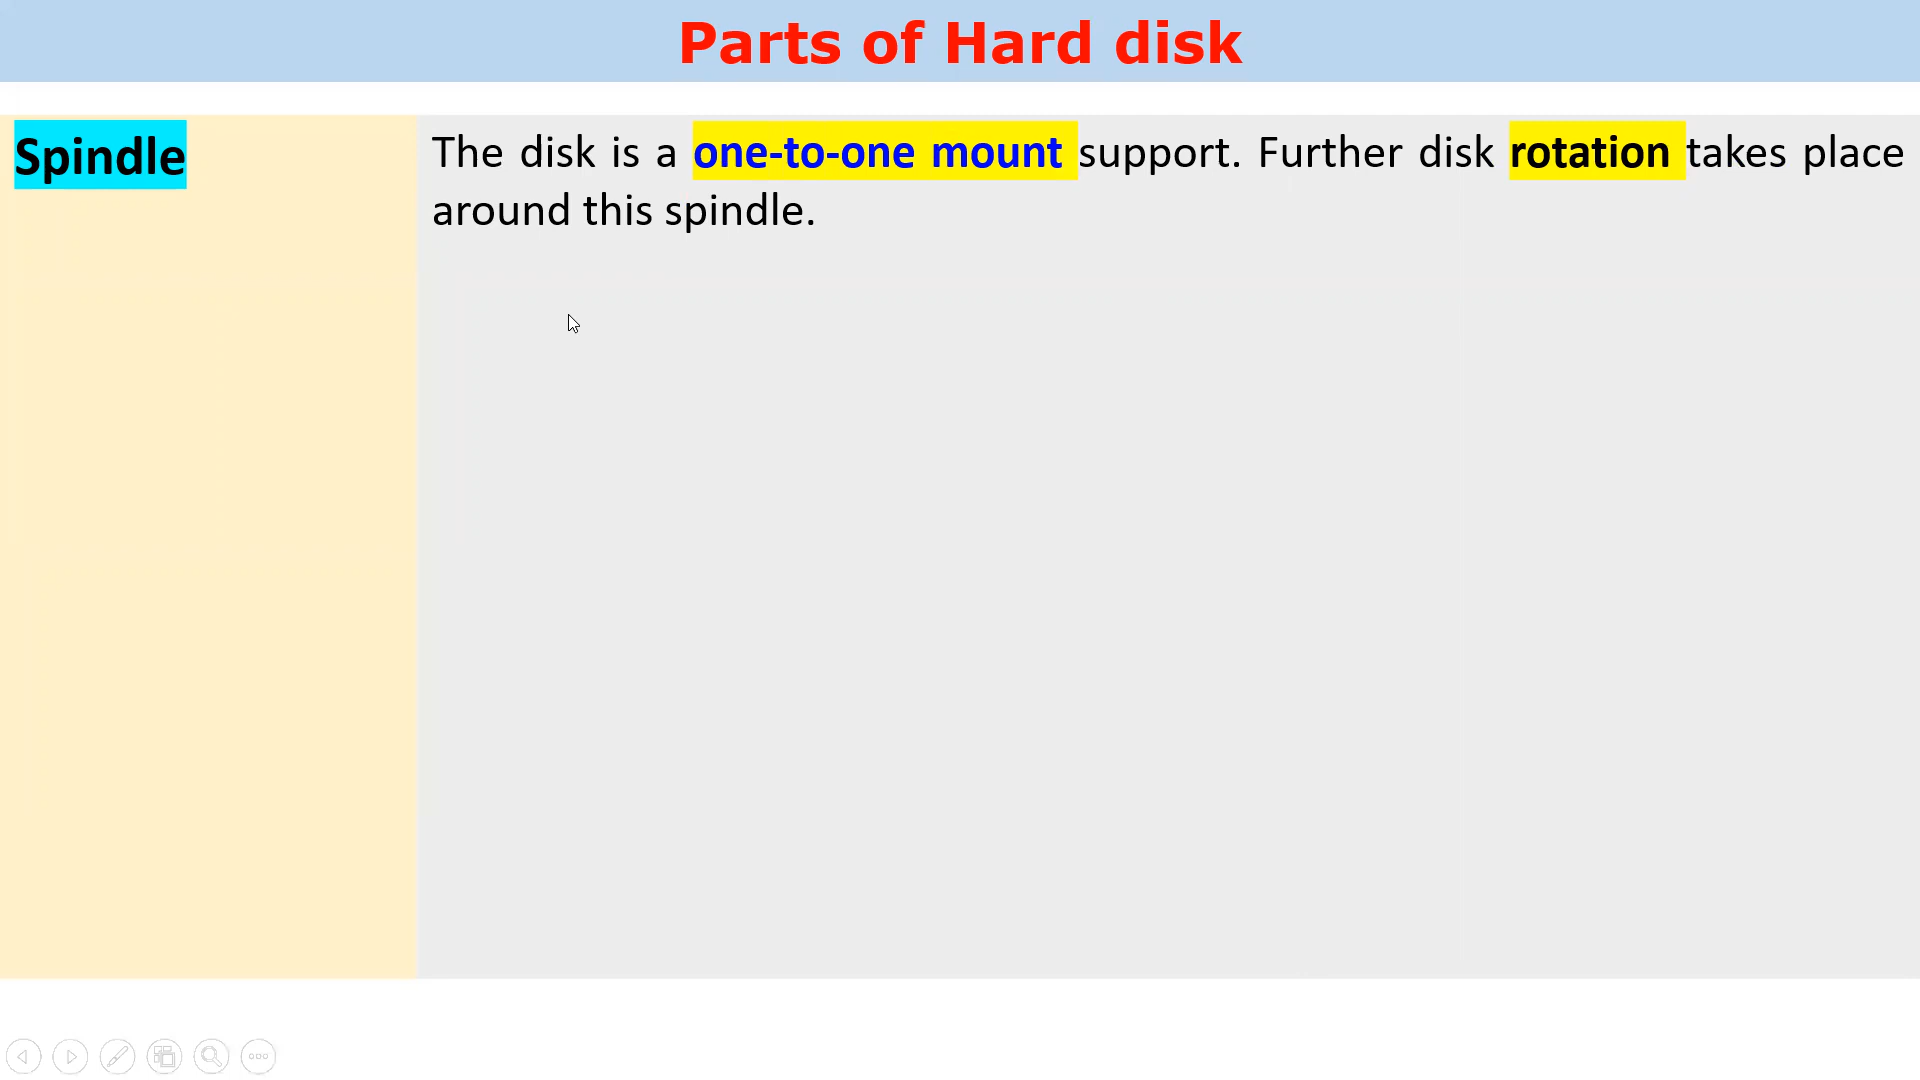 Parts of Hard disk
Spindle
The disk is a one-to-one mount support. Further disk rotation takes place
around this spindle.